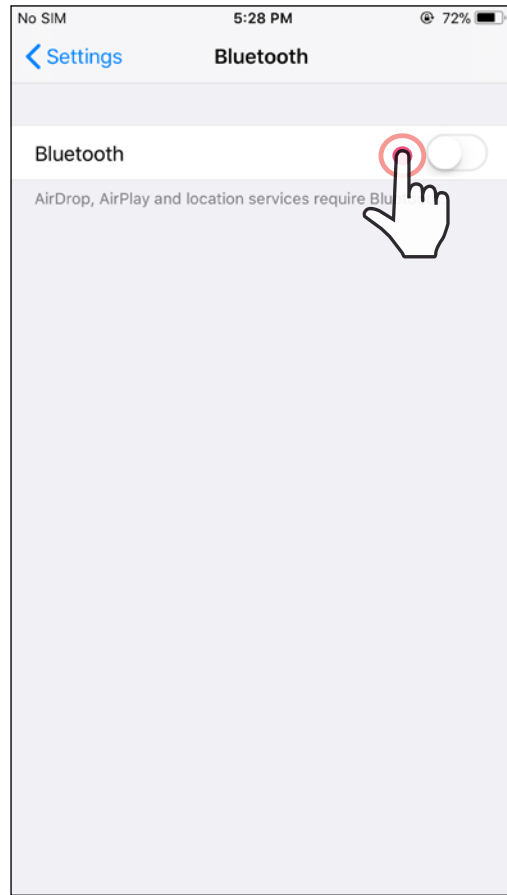 No SIM 5:28 PM 72%
Settings Bluetooth
Bluetooth
AirDrop, AirPlay and location services require